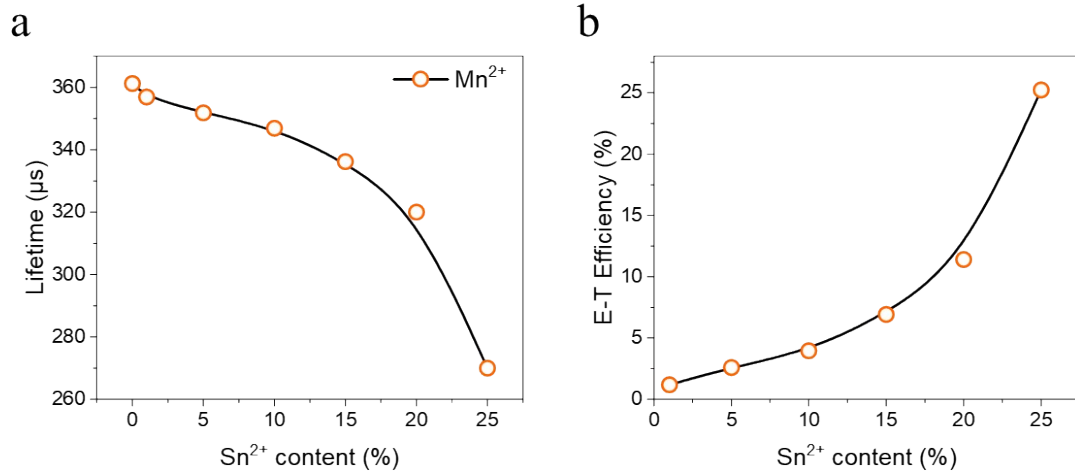 a
360
340
320
300
280
260
Lifetime (µs)
Mn²⁺
0 5 10 15 20 25
Sn²⁺ content (%)
b
25
20
15
10
5
0
E-T Efficiency (%)
0 5 10 15 20 25
Sn²⁺ content (%)